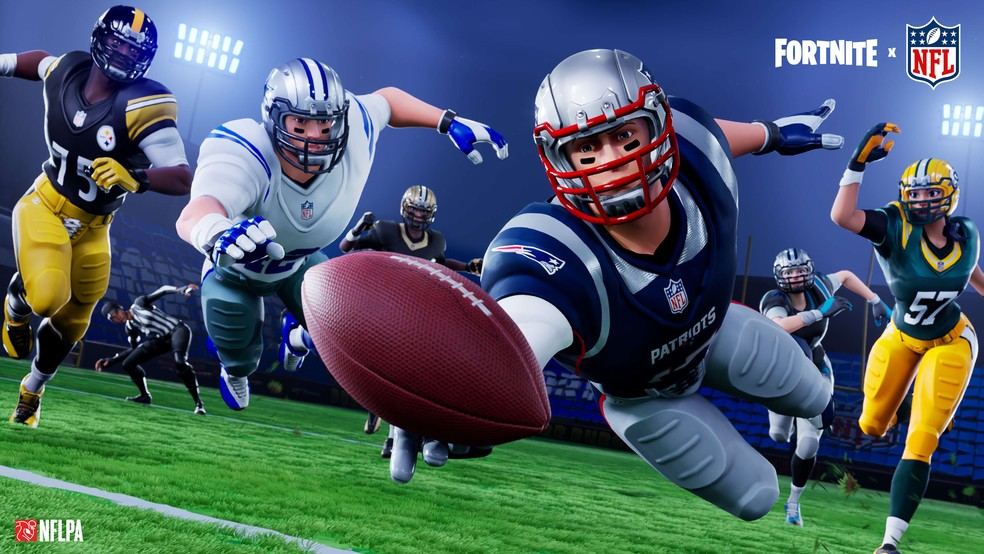 FORTNITE x NFL
75
NFL
PATRIOTS
57
NFLPA